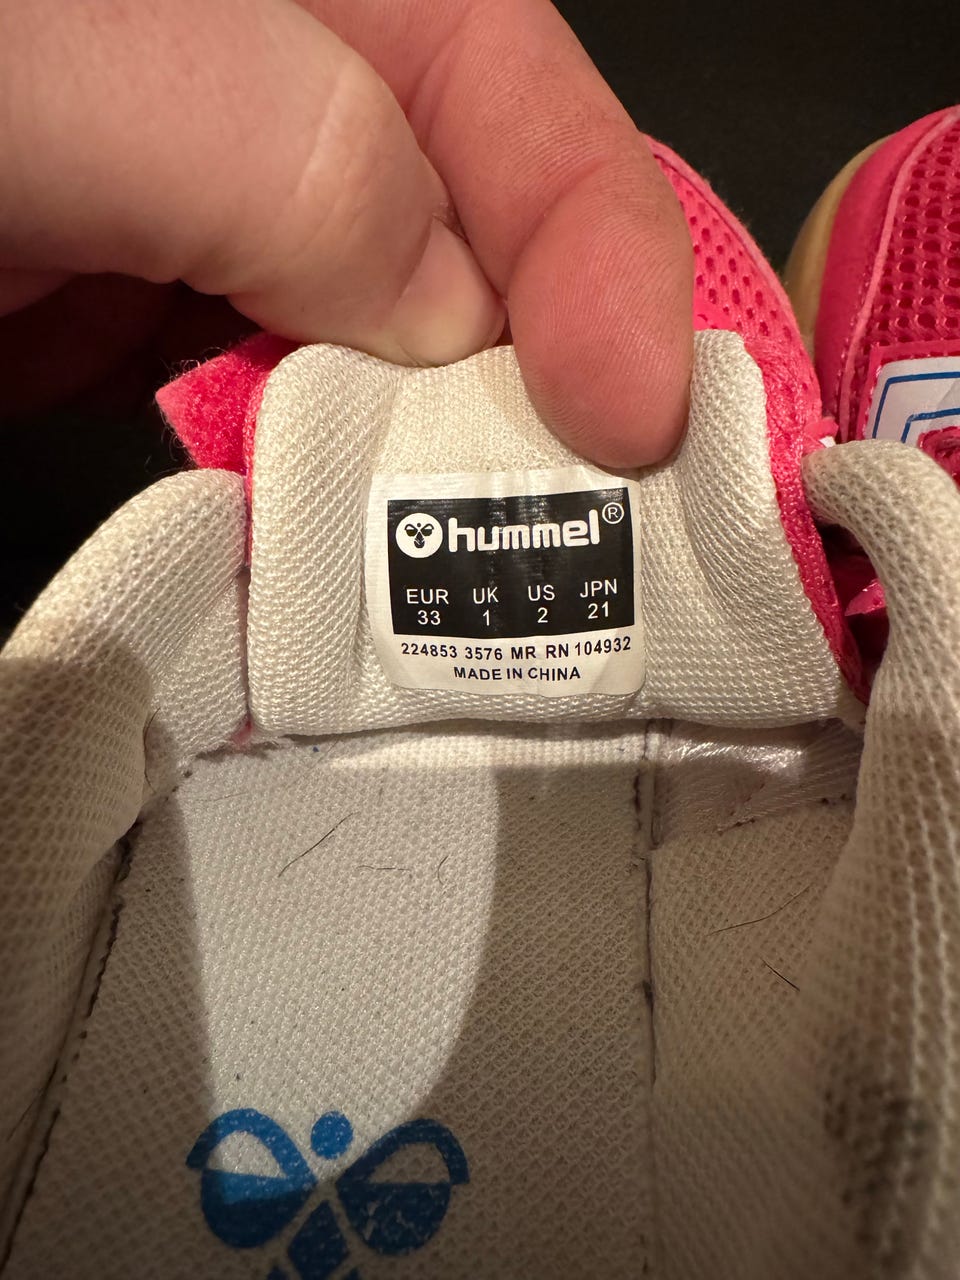 hummel®
EUR UK US JPN
33 1 2 21
224853 3576 MR RN 104932
MADE IN CHINA